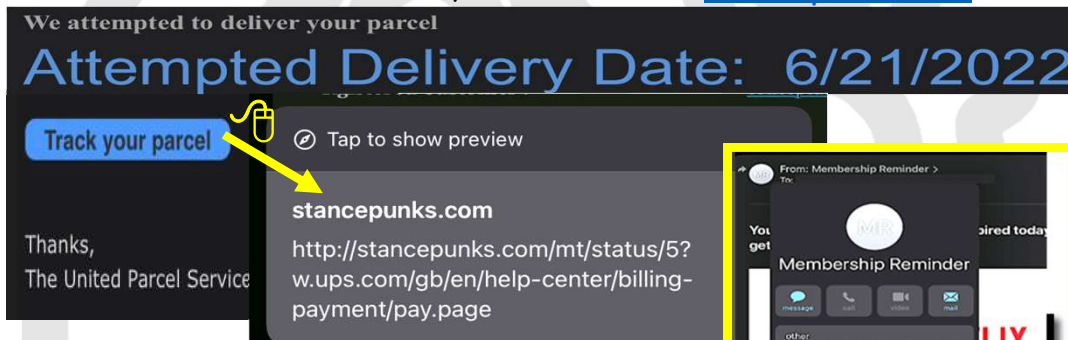 We attempted to deliver your parcel
Attempted Delivery Date: 6/21/2022
Track your parcel
Tap to show preview
stancepunks.com
http://stancepunks.com/mt/status/5?
w.ups.com/gb/en/help-center/billing-
payment/pay.page
Thanks,
The United Parcel Service
From: Membership Reminder >
To:
MR
MR
You
pired today
get
Membership Reminder
message
call
video
mail
other